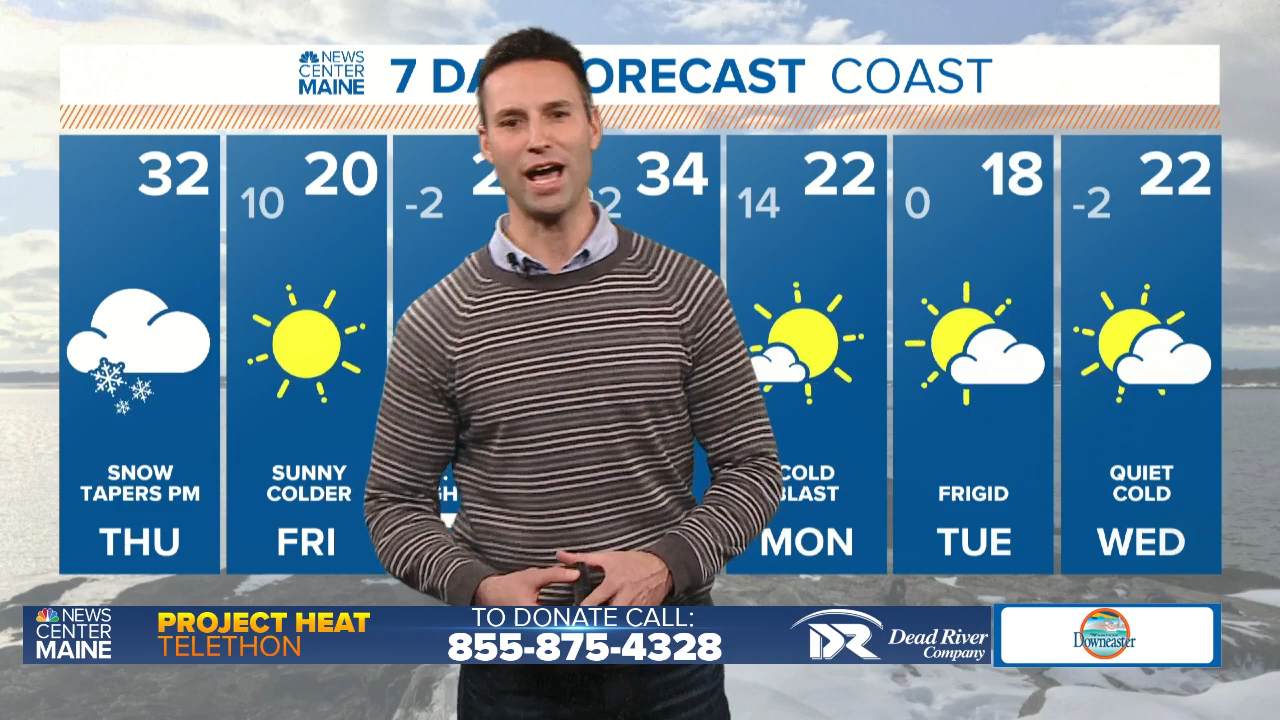 NEWS
CENTER
MAINE
7 DA ORECAST COAST
32
10 20
-2 2
2 34
14 22
0 18
-2 22
SNOW
TAPERS PM
THU
SUNNY
COLDER
FRI
COLD
BLAST
MON
FRIGID
TUE
QUIET
COLD
WED
NEWS
CENTER
MAINE
PROJECT HEAT
TELETHON
TO DONATE CALL:
855-875-4328
DR
Dead River
Company
Downeaster